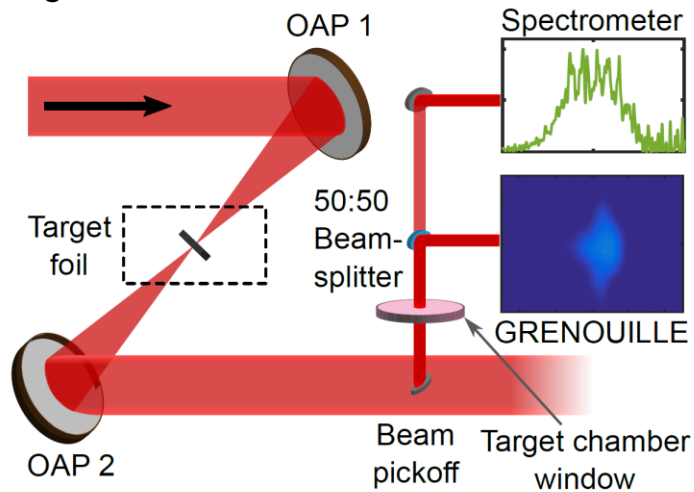 OAP 1
Spectrometer
50:50
Beam-
splitter
Target
foil
GRENOUILLE
OAP 2
Beam
pickoff
Target chamber
window